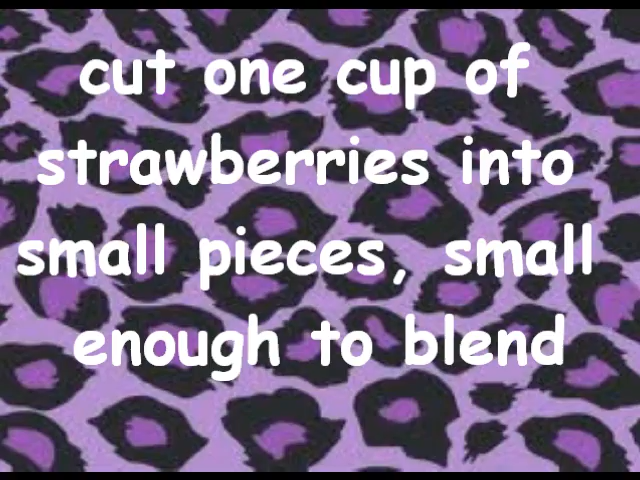 cut one cup of
strawberries into
small pieces, small
enough to blend